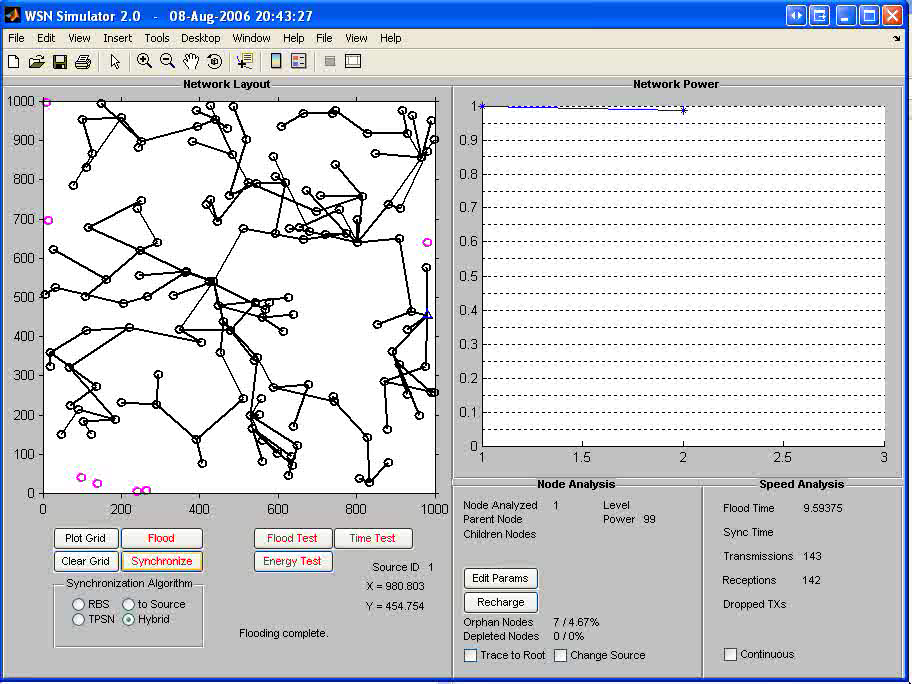 WSN Simulator 2.0 - 08-Aug-2006 20:43:27
File Edit View Insert Tools Desktop Window Help File View Help
Network Layout
1000
900
800
700
600
500
400
300
200
100
0
0 200 400 600 800 1000
Network Power
1
0.9
0.8
0.7
0.6
0.5
0.4
0.3
0.2
0.1
0
1 1.5 2 2.5 3
Plot Grid Flood
Clear Grid Synchronize
Synchronization Algorithm
RBS to Source
TPSN Hybrid
Flood Test Time Test
Energy Test
Source ID 1
X = 980.803
Y = 454.754
Flooding complete.
Node Analysis
Node Analyzed 1 Level
Parent Node Power 99
Children Nodes
Edit Params
Recharge
Orphan Nodes 7 / 4.67%
Depleted Nodes 0 / 0%
Trace to Root Change Source
Speed Analysis
Flood Time 9.59375
Sync Time
Transmissions 143
Receptions 142
Dropped TXs
Continuous